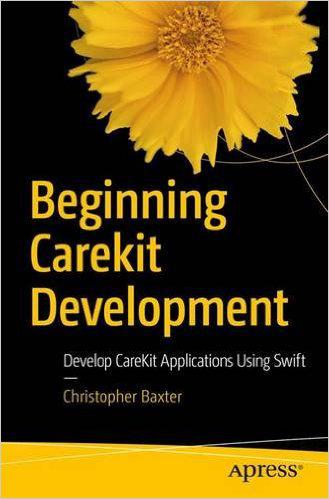 Beginning
Carekit
Development
Develop CareKit Applications Using Swift
Christopher Baxter
Apress®